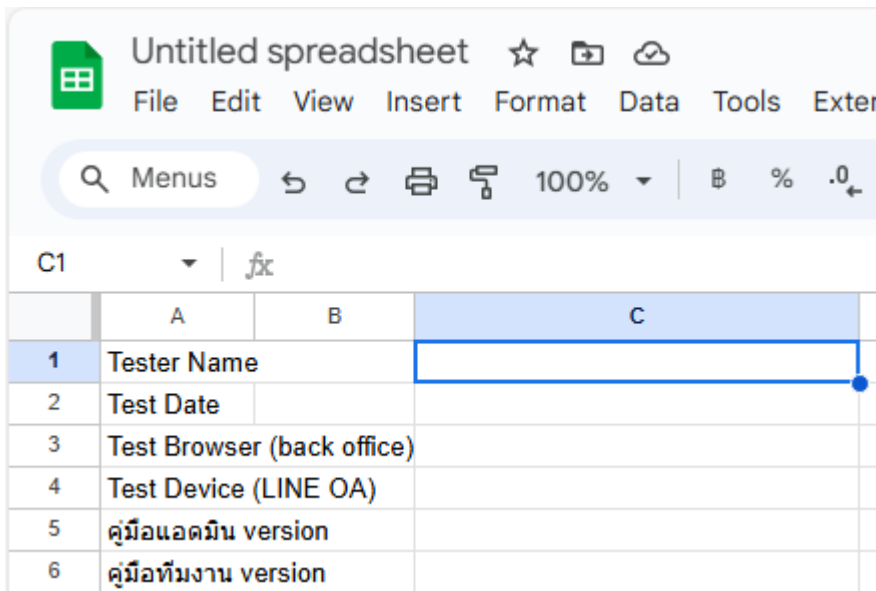 Untitled spreadsheet
File Edit View Insert Format Data Tools
Menus 100% ฿ % .0
C1 fx
A B C
1 Tester Name
2 Test Date
3 Test Browser (back office)
4 Test Device (LINE OA)
5 คู่มือแอดมิน version
6 คู่มือทีมงาน version